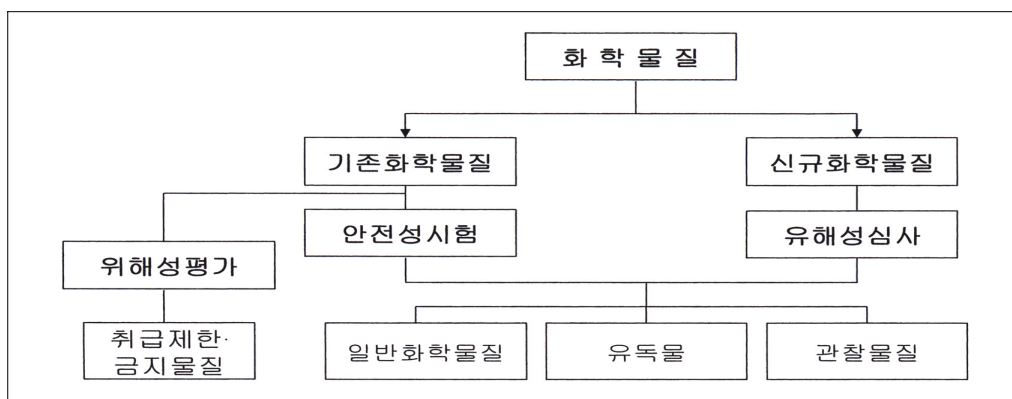 화 학 물 질
기존화학물질
신규화학물질
안전성시험
유해성심사
위해성평가
취급제한·
금지물질
일반화학물질
유독물
관찰물질